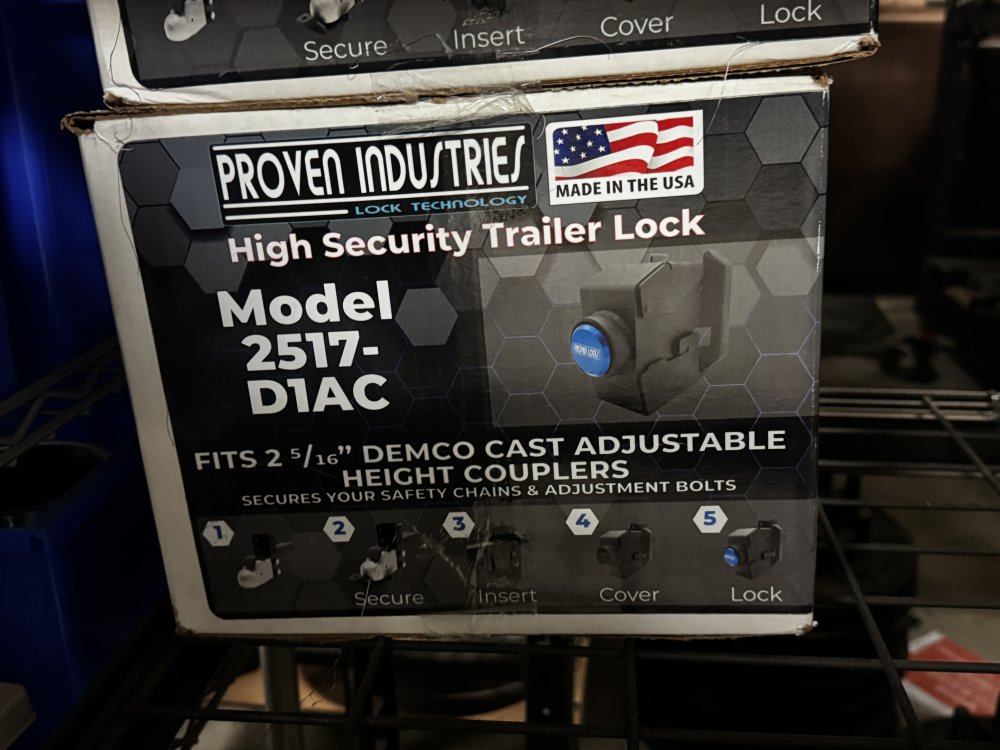 Secure Insert Cover Lock
PROVEN INDUSTRIES
LOCK TECHNOLOGY
MADE IN THE USA
High Security Trailer Lock
Model
2517-
D1AC
PROVEN LOCKS
FITS 2 5/16” DEMCO CAST ADJUSTABLE
HEIGHT COUPLERS
SECURES YOUR SAFETY CHAINS & ADJUSTMENT BOLTS
1 2 3 4 5
Secure Insert Cover Lock